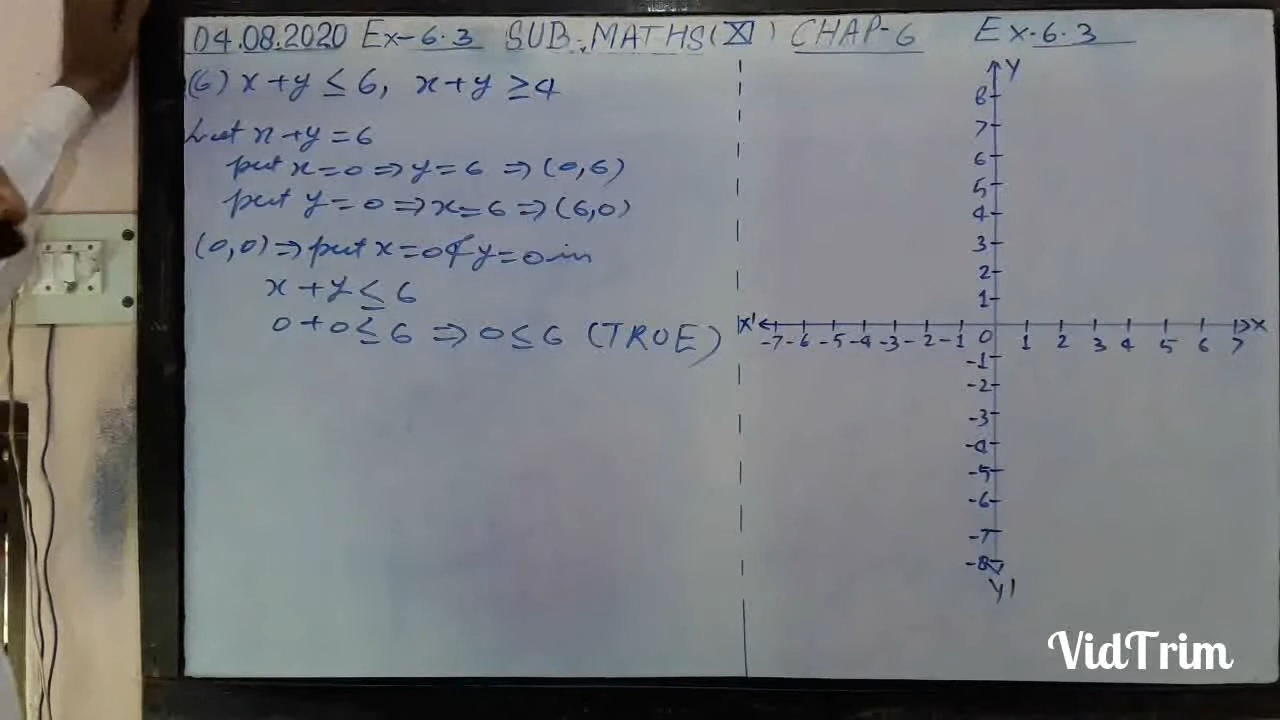 04.08.2020 Ex-6.3 SUB:-MATHS(XI) CHAP-6 Ex.6.3
(6) x+y ≤ 6, x+y ≥ 4
Let x+y=6
put x=0 ⇒ y=6 ⇒ (0,6)
put y=0 ⇒ x=6 ⇒ (6,0)
(0,0) ⇒ put x=0 & y=0 in
x+y ≤ 6
0+0 ≤ 6 ⇒ 0 ≤ 6 (TRUE)
Y
8
7
6
5
4
3
2
1
X' X
-7 -6 -5 -4 -3 -2 -1 0 1 2 3 4 5 6 7
-1
-2
-3
-4
-5
-6
-7
-8
Y'
VidTrim